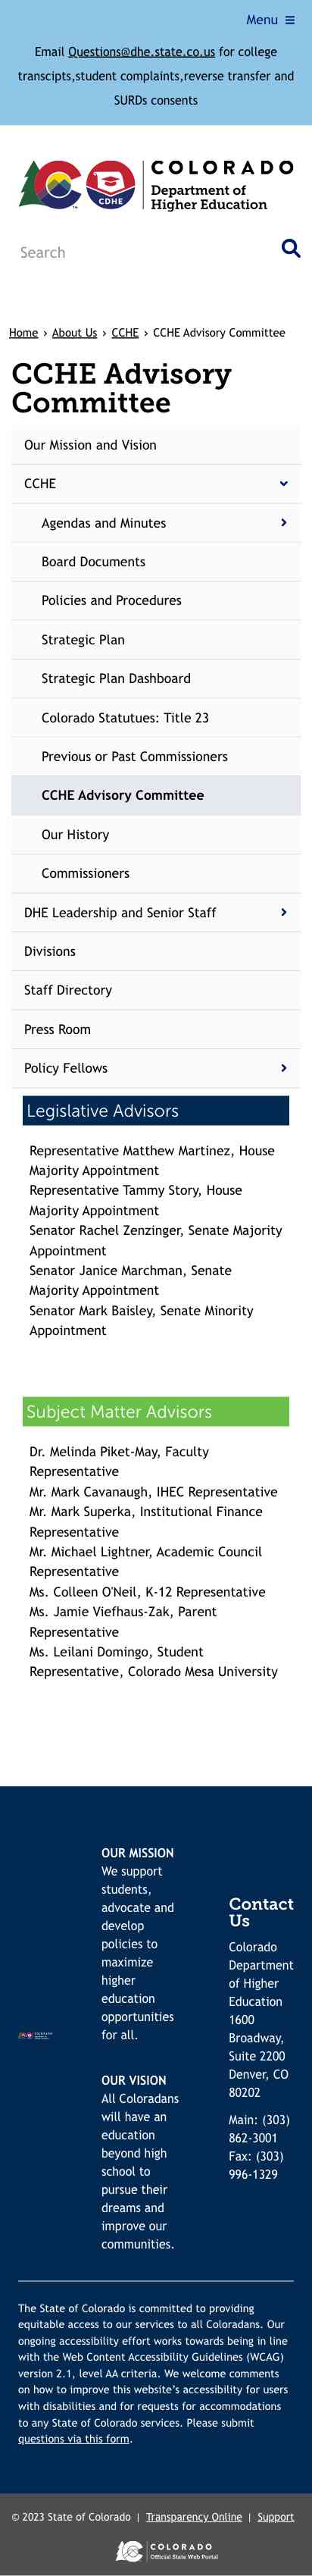 Menu
Email Questions@dhe.state.co.us for college
transcipts,student complaints,reverse transfer and
SURDs consents
COLORADO
Department of
Higher Education
CDHE
Search
Home › About Us › CCHE › CCHE Advisory Committee
CCHE Advisory
Committee
Our Mission and Vision
CCHE
Agendas and Minutes
Board Documents
Policies and Procedures
Strategic Plan
Strategic Plan Dashboard
Colorado Statutues: Title 23
Previous or Past Commissioners
CCHE Advisory Committee
Our History
Commissioners
DHE Leadership and Senior Staff
Divisions
Staff Directory
Press Room
Policy Fellows
Legislative Advisors
Representative Matthew Martinez, House
Majority Appointment
Representative Tammy Story, House
Majority Appointment
Senator Rachel Zenzinger, Senate Majority
Appointment
Senator Janice Marchman, Senate
Majority Appointment
Senator Mark Baisley, Senate Minority
Appointment
Subject Matter Advisors
Dr. Melinda Piket-May, Faculty
Representative
Mr. Mark Cavanaugh, IHEC Representative
Mr. Mark Superka, Institutional Finance
Representative
Mr. Michael Lightner, Academic Council
Representative
Ms. Colleen O'Neil, K-12 Representative
Ms. Jamie Viefhaus-Zak, Parent
Representative
Ms. Leilani Domingo, Student
Representative, Colorado Mesa University
OUR MISSION
We support
students,
advocate and
develop
policies to
maximize
higher
education
opportunities
for all.
OUR VISION
All Coloradans
will have an
education
beyond high
school to
pursue their
dreams and
improve our
communities.
Contact
Us
Colorado
Department
of Higher
Education
1600
Broadway,
Suite 2200
Denver, CO
80202
Main: (303)
862-3001
Fax: (303)
996-1329
The State of Colorado is committed to providing
equitable access to our services to all Coloradans. Our
ongoing accessibility effort works towards being in line
with the Web Content Accessibility Guidelines (WCAG)
version 2.1, level AA criteria. We welcome comments
on how to improve this website's accessibility for users
with disabilities and for requests for accommodations
to any State of Colorado services. Please submit
questions via this form.
© 2023 State of Colorado | Transparency Online | Support
COLORADO
Official State Web Portal